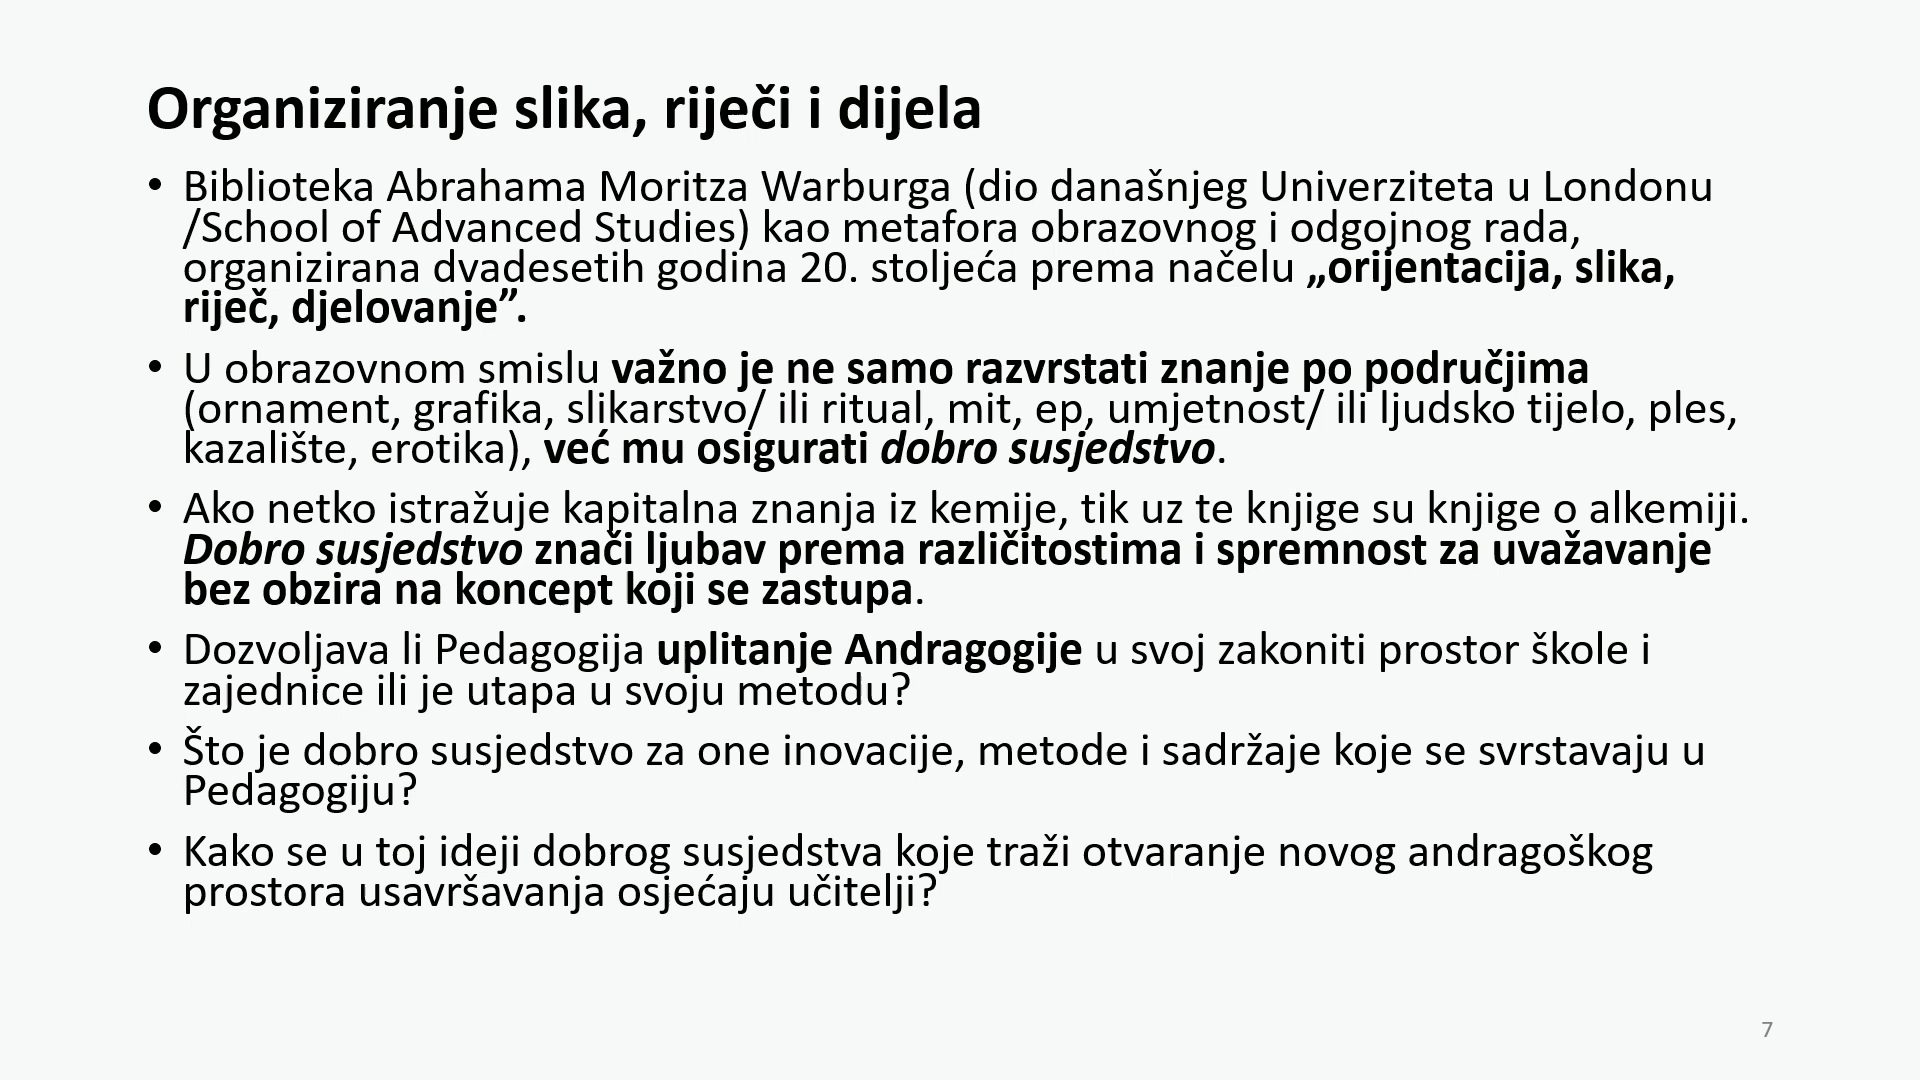 Organiziranje slika, riječi i dijela
• Biblioteka Abrahama Moritza Warburga (dio današnjeg Univerziteta u Londonu
/School of Advanced Studies) kao metafora obrazovnog i odgojnog rada,
organizirana dvadesetih godina 20. stoljeća prema načelu „orijentacija, slika,
riječ, djelovanje”.
• U obrazovnom smislu važno je ne samo razvrstati znanje po područjima
(ornament, grafika, slikarstvo/ ili ritual, mit, ep, umjetnost/ ili ljudsko tijelo, ples,
kazalište, erotika), već mu osigurati dobro susjedstvo.
• Ako netko istražuje kapitalna znanja iz kemije, tik uz te knjige su knjige o alkemiji.
Dobro susjedstvo znači ljubav prema različitostima i spremnost za uvažavanje
bez obzira na koncept koji se zastupa.
• Dozvoljava li Pedagogija uplitanje Andragogije u svoj zakoniti prostor škole i
zajednice ili je utapa u svoju metodu?
• Što je dobro susjedstvo za one inovacije, metode i sadržaje koje se svrstavaju u
Pedagogiju?
• Kako se u toj ideji dobrog susjedstva koje traži otvaranje novog andragoškog
prostora usavršavanja osjećaju učitelji?
7